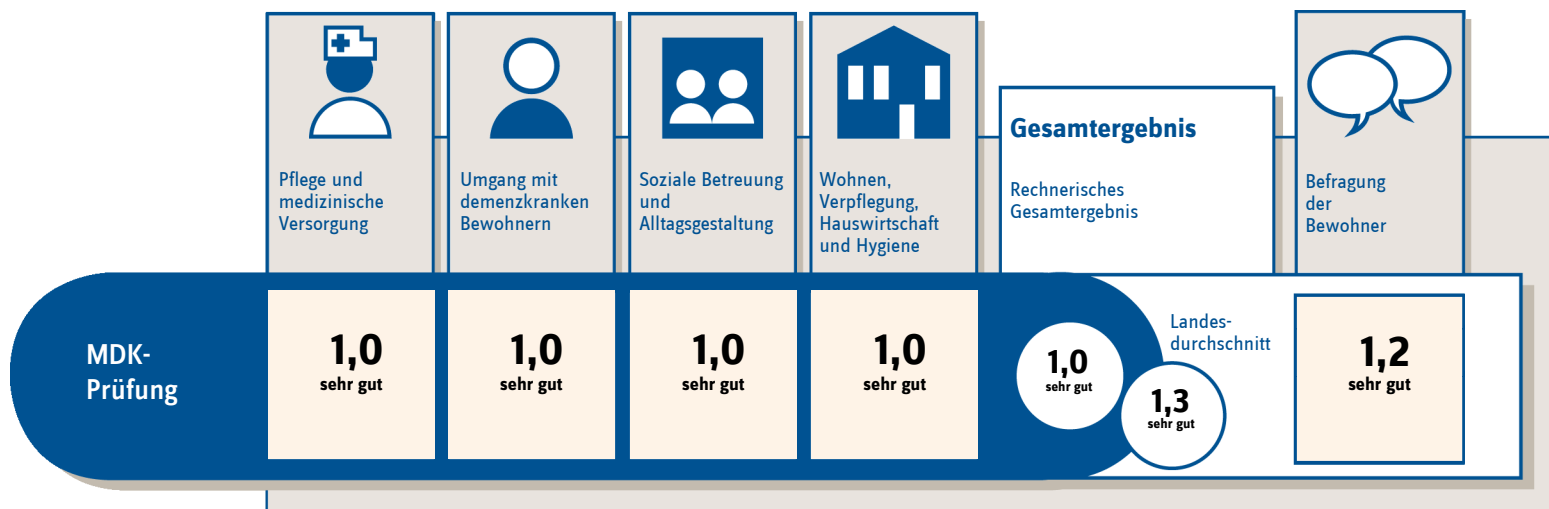 Pflege und
medizinische
Versorgung
Umgang mit
demenzkranken
Bewohnern
Soziale Betreuung
und
Alltagsgestaltung
Wohnen,
Verpflegung,
Hauswirtschaft
und Hygiene
Gesamtergebnis
Rechnerisches
Gesamtergebnis
Befragung
der
Bewohner
MDK-
Prüfung
1,0
sehr gut
1,0
sehr gut
1,0
sehr gut
1,0
sehr gut
1,0
sehr gut
Landes-
durchschnitt
1,3
sehr gut
1,2
sehr gut